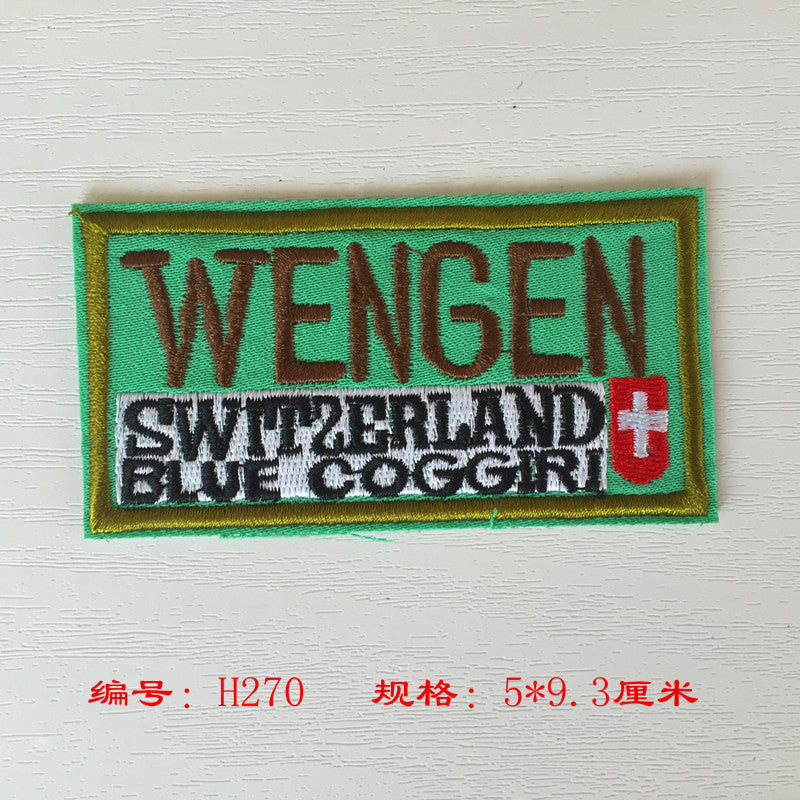 WENGEN
SWITZERLAND
BLUE COGGIRI
编号: H270 规格: 5*9.3厘米